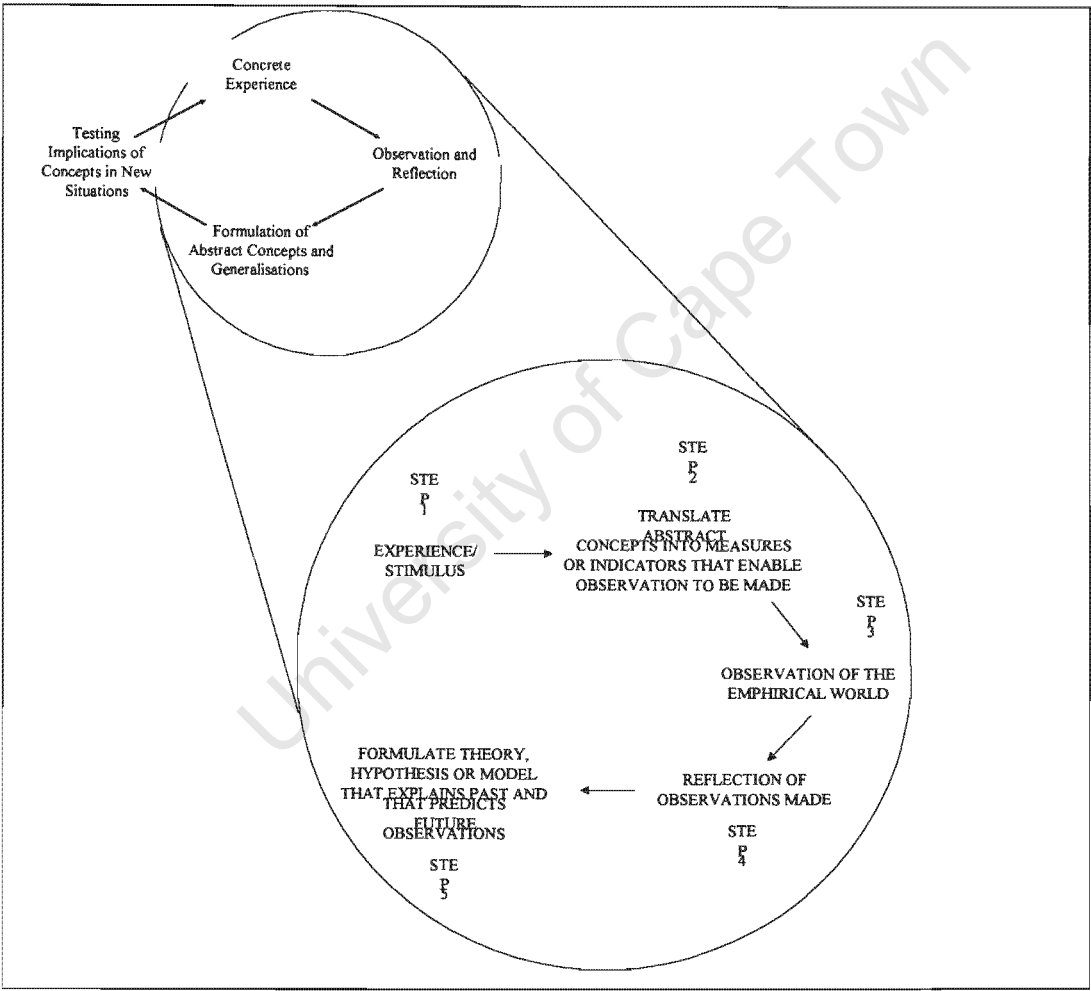 Concrete
Experience
Testing
Implications of
Concepts in New
Situations
Observation and
Reflection
Formulation of
Abstract Concepts and
Generalisations
STE
P
1
EXPERIENCE/
STIMULUS
STE
P
2
TRANSLATE
ABSTRACT
CONCEPTS INTO MEASURES
OR INDICATORS THAT ENABLE
OBSERVATION TO BE MADE
STE
P
3
OBSERVATION OF THE
EMPHIRICAL WORLD
REFLECTION OF
OBSERVATIONS MADE
STE
P
4
FORMULATE THEORY,
HYPOTHESIS OR MODEL
THAT EXPLAINS PAST AND
THAT PREDICTS
FUTURE
OBSERVATIONS
STE
P
5
University of Cape Town